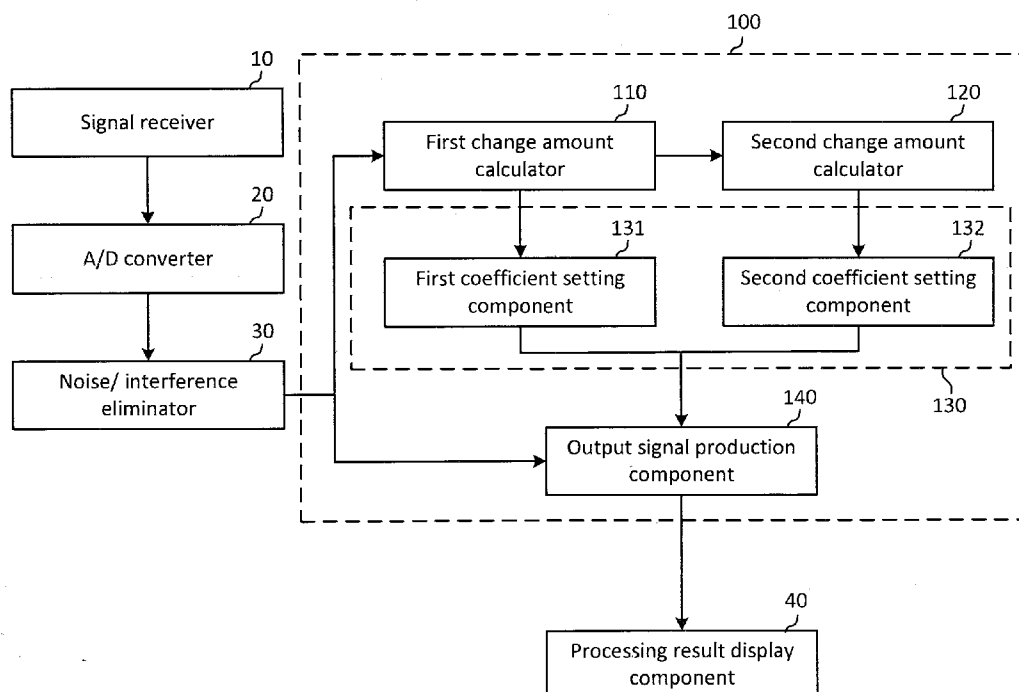 100
10
Signal receiver
110
First change amount
calculator
120
Second change amount
calculator
20
A/D converter
131
First coefficient setting
component
132
Second coefficient setting
component
30
Noise/ interference
eliminator
130
140
Output signal production
component
40
Processing result display
component